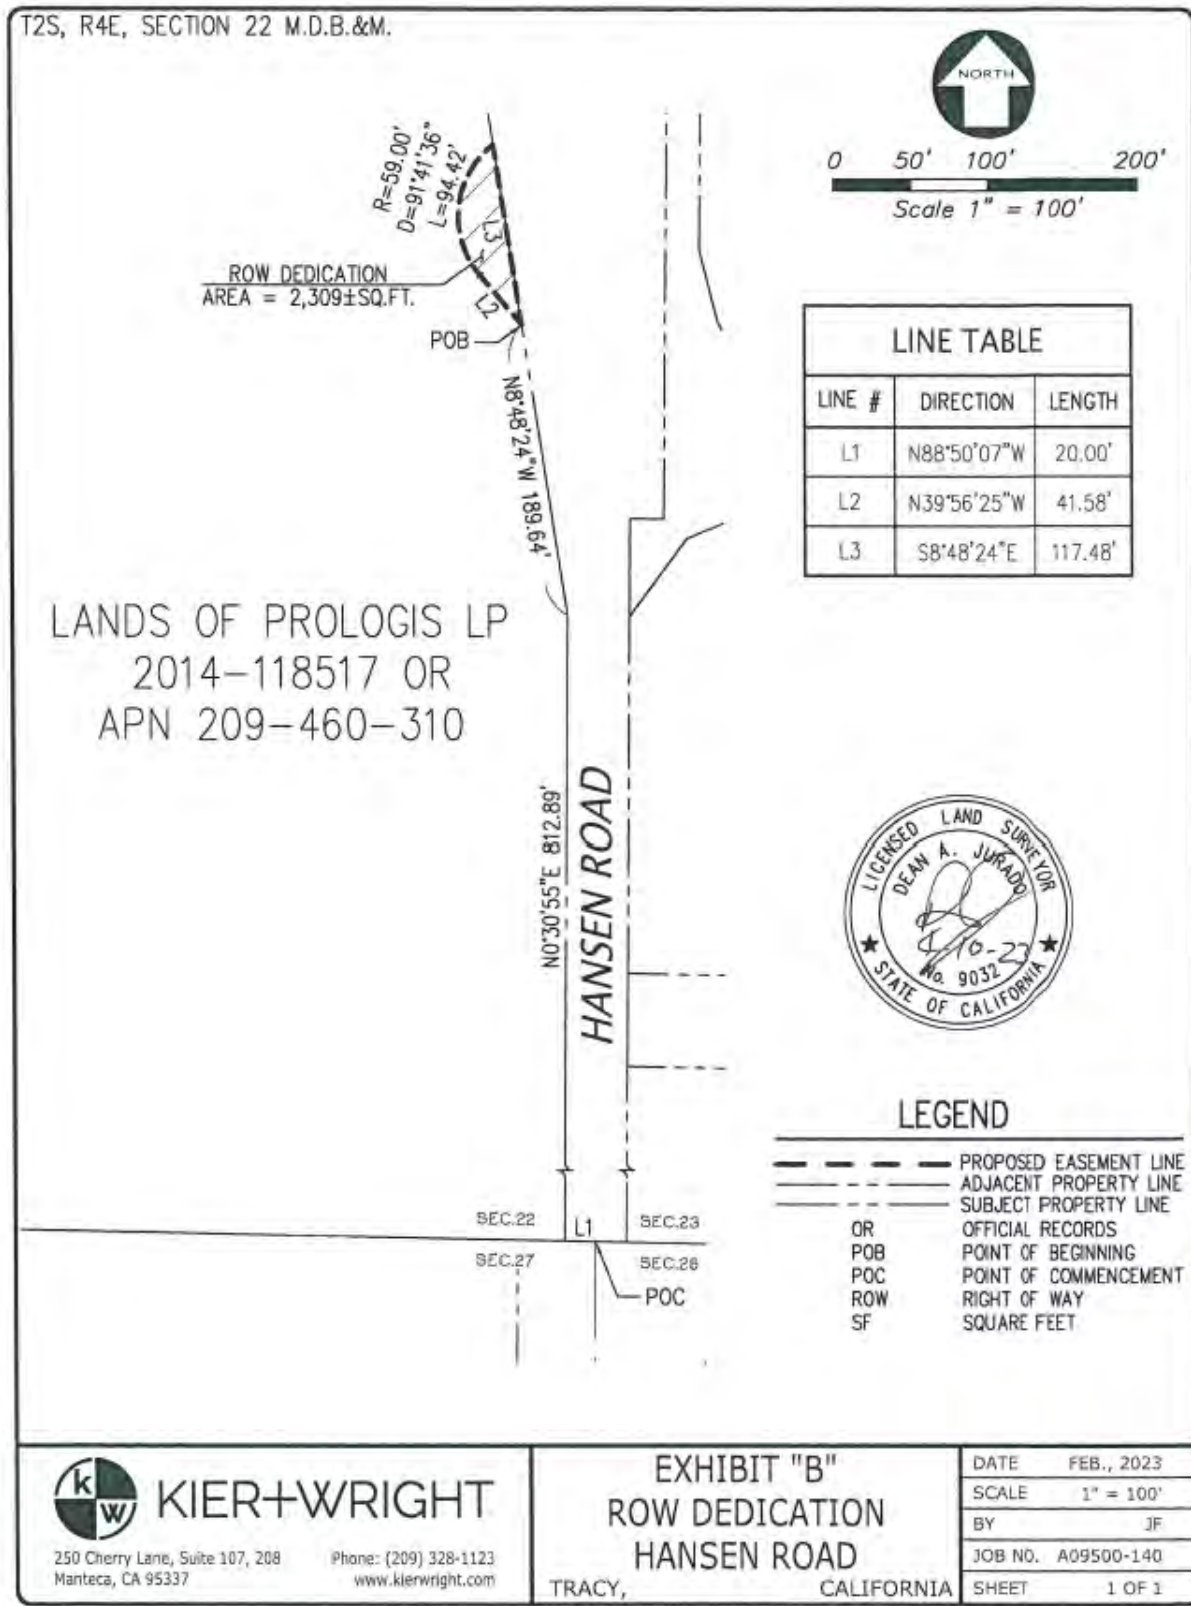 T2S, R4E, SECTION 22 M.D.B.&M.
NORTH
0 50' 100' 200'
Scale 1" = 100'
R=59.00'
D=91°41'36"
L=94.42'
L3
ROW DEDICATION
AREA = 2,309±SQ.FT.
L2
POB
N8°48'24"W 189.64'
LINE TABLE
LINE # DIRECTION LENGTH
L1 N88°50'07"W 20.00'
L2 N39°56'25"W 41.58'
L3 S8°48'24"E 117.48'
LANDS OF PROLOGIS LP
2014-118517 OR
APN 209-460-310
N0°30'55"E 812.89'
HANSEN ROAD
LICENSED LAND SURVEYOR
DEAN A. JURADO
No. 9032
STATE OF CALIFORNIA
LEGEND
PROPOSED EASEMENT LINE
ADJACENT PROPERTY LINE
SUBJECT PROPERTY LINE
OR OFFICIAL RECORDS
POB POINT OF BEGINNING
POC POINT OF COMMENCEMENT
ROW RIGHT OF WAY
SF SQUARE FEET
SEC.22 L1 SEC.23
SEC.27 SEC.26
POC
kw KIER+WRIGHT
250 Cherry Lane, Suite 107, 208 Phone: (209) 328-1123
Manteca, CA 95337 www.kierwright.com
EXHIBIT "B"
ROW DEDICATION
HANSEN ROAD
TRACY, CALIFORNIA
DATE FEB., 2023
SCALE 1" = 100'
BY JF
JOB NO. A09500-140
SHEET 1 OF 1